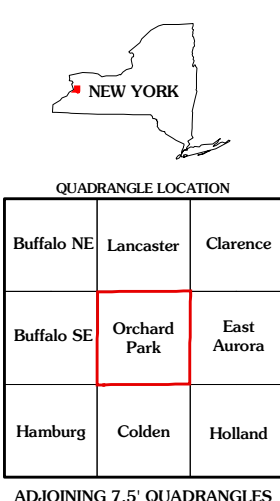 NEW YORK
QUADRANGLE LOCATION
Buffalo NE Lancaster Clarence
Buffalo SE Orchard Park East Aurora
Hamburg Colden Holland
ADJOINING 7.5' QUADRANGLES